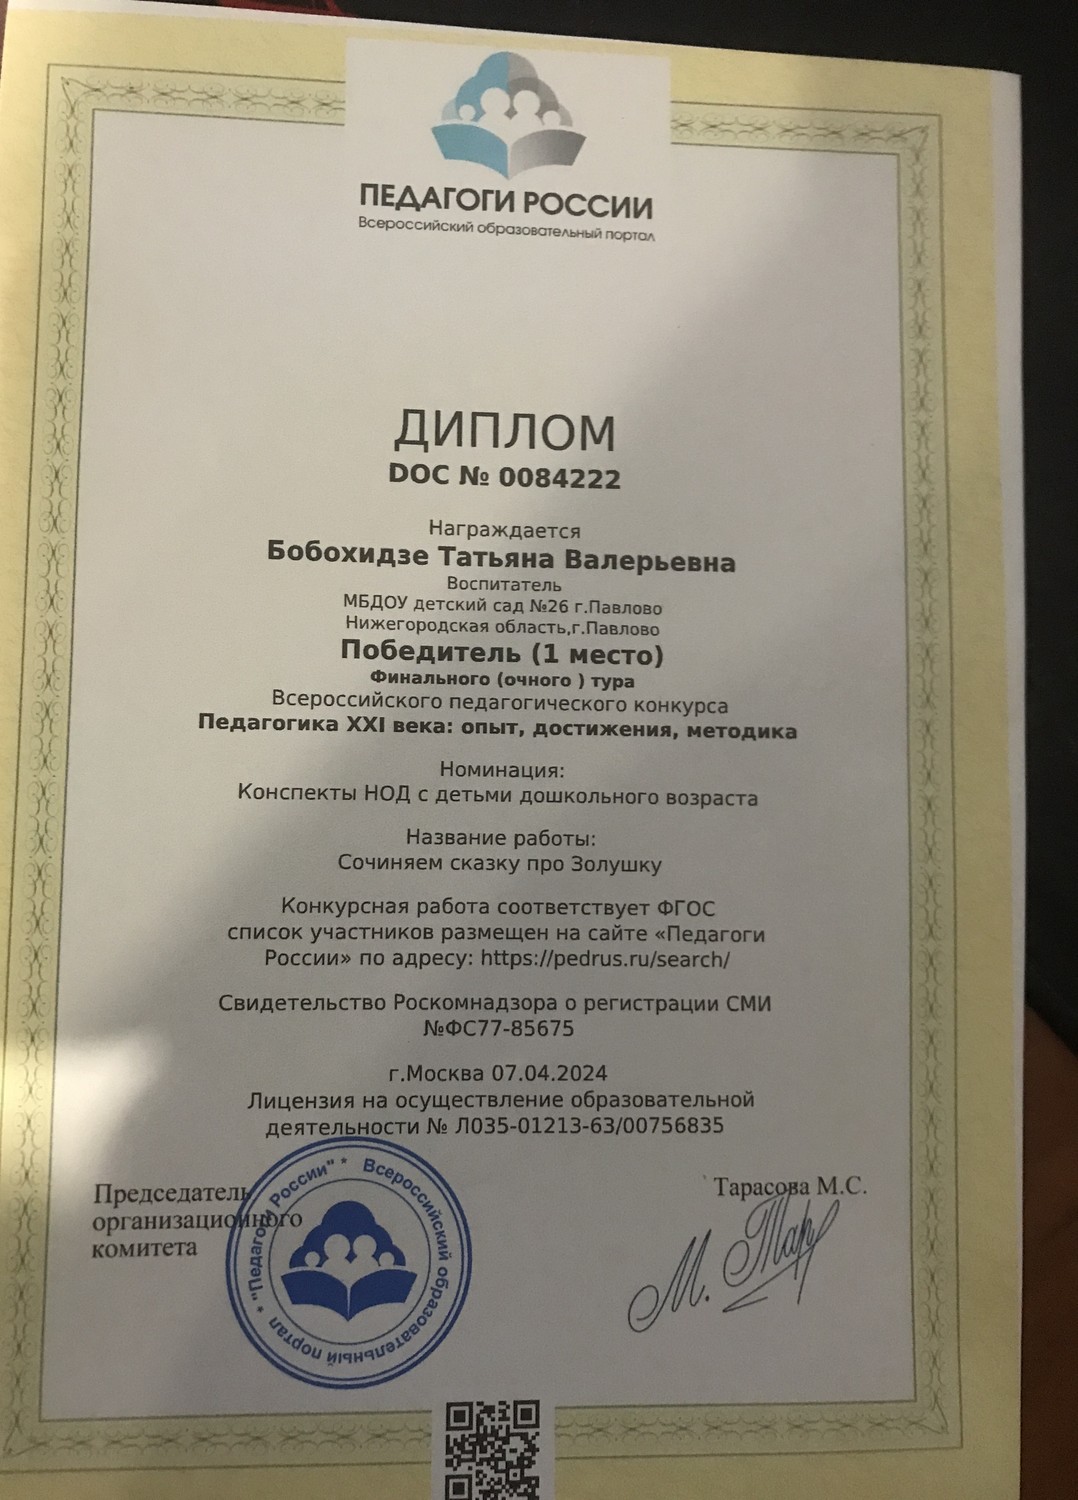 ПЕДАГОГИ РОССИИ
Всероссийский образовательный портал
ДИПЛОМ
DOC № 0084222
Награждается
Бобохидзе Татьяна Валерьевна
Воспитатель
МБДОУ детский сад №26 г.Павлово
Нижегородская область,г.Павлово
Победитель (1 место)
Финального (очного ) тура
Всероссийского педагогического конкурса
Педагогика XXI века: опыт, достижения, методика
Номинация:
Конспекты НОД с детьми дошкольного возраста
Название работы:
Сочиняем сказку про Золушку
Конкурсная работа соответствует ФГОС
список участников размещен на сайте «Педагоги
России» по адресу: https://pedrus.ru/search/
Свидетельство Роскомнадзора о регистрации СМИ
№ФС77-85675
г.Москва 07.04.2024
Лицензия на осуществление образовательной
деятельности № Л035-01213-63/00756835
Председатель
организационного
комитета
Тарасова М.С.
М. Тар
* Всероссийский образовательный портал * "Педагоги России"